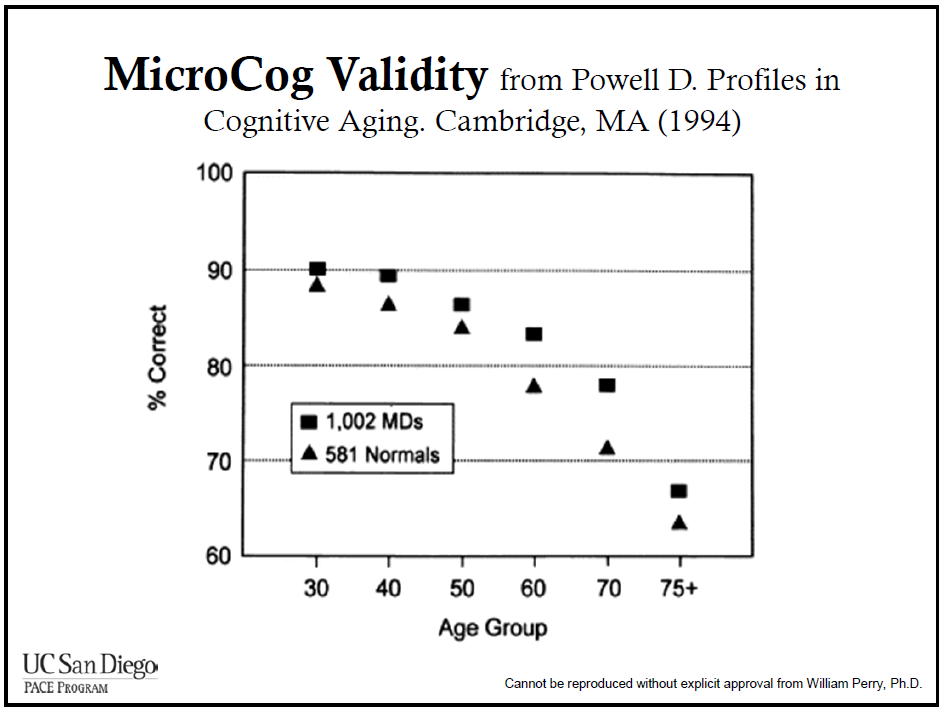 MicroCog Validity from Powell D. Profiles in
Cognitive Aging. Cambridge, MA (1994)
100
90
80
70
60
% Correct
1,002 MDs
581 Normals
30 40 50 60 70 75+
Age Group
UC San Diego
PACE PROGRAM
Cannot be reproduced without explicit approval from William Perry, Ph.D.